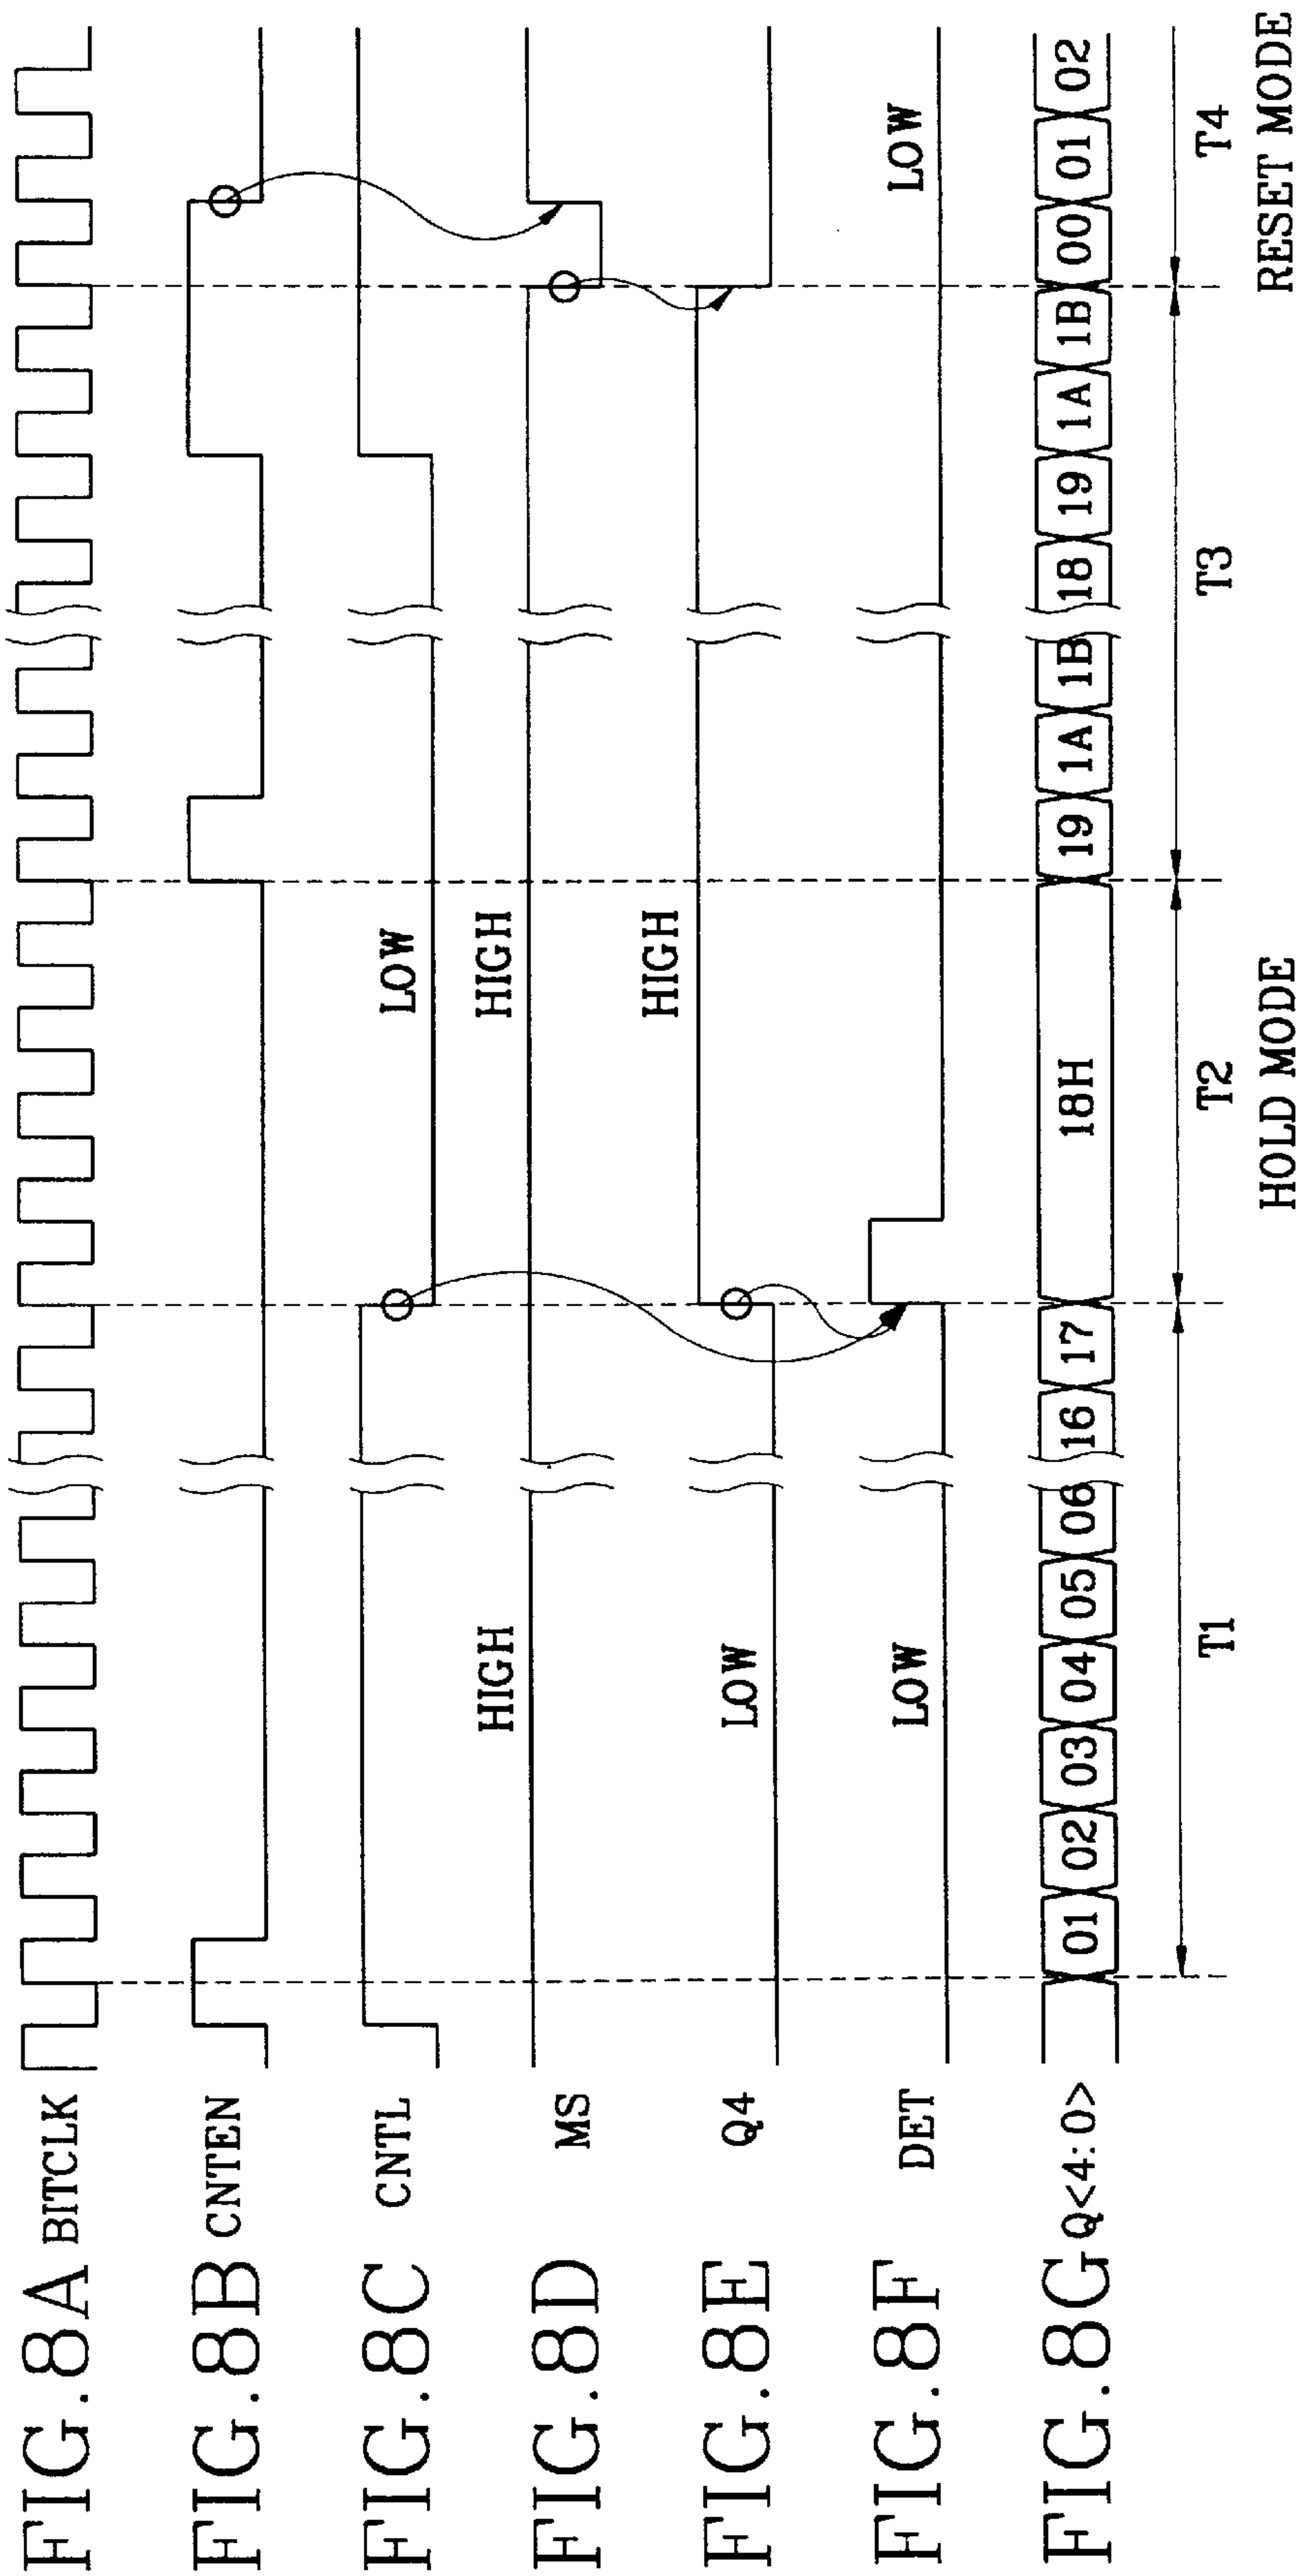 FIG.8A BITCLK
FIG.8B CNTEN
FIG.8C CNTL LOW
FIG.8D MS HIGH HIGH
FIG.8E Q4 LOW HIGH
FIG.8F DET LOW LOW
FIG.8G Q<4:0> 01 02 03 04 05 06 16 17 18H 19 1A 1B 18 19 1A 1B 00 01 02
T1 T2 T3 T4
HOLD MODE RESET MODE